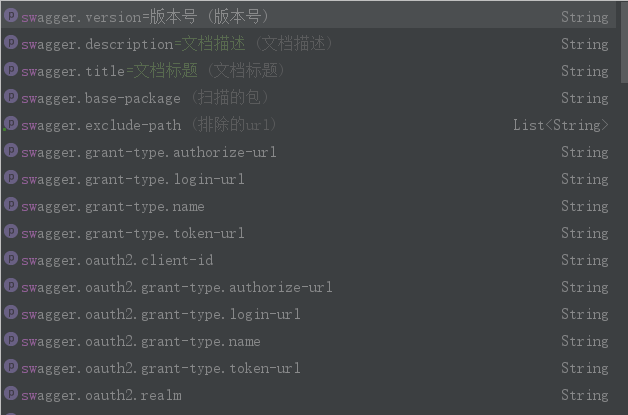 swagger.version=版本号 (版本号) String
swagger.description=文档描述 (文档描述) String
swagger.title=文档标题 (文档标题) String
swagger.base-package (扫描的包) String
swagger.exclude-path (排除的url) List<String>
swagger.grant-type.authorize-url String
swagger.grant-type.login-url String
swagger.grant-type.name String
swagger.grant-type.token-url String
swagger.oauth2.client-id String
swagger.oauth2.grant-type.authorize-url String
swagger.oauth2.grant-type.login-url String
swagger.oauth2.grant-type.name String
swagger.oauth2.grant-type.token-url String
swagger.oauth2.realm String